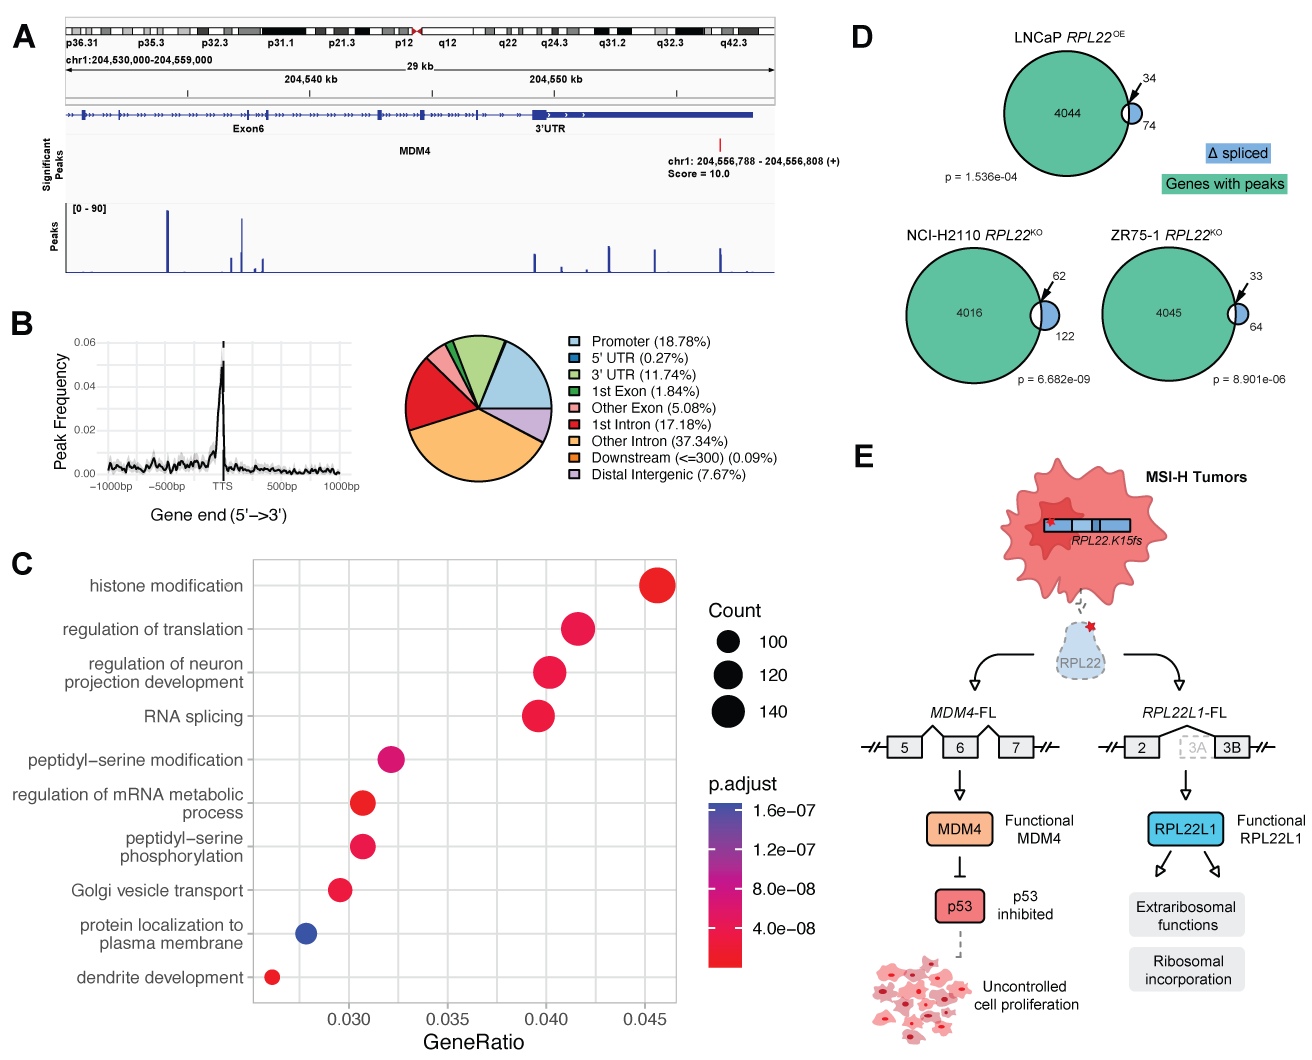 A
p36.31 p35.3 p32.3 p31.1 p21.3 p12 q12 q22 q24.3 q31.2 q32.3 q42.3
chr1:204,530,000-204,559,000
29 kb
204,540 kb 204,550 kb
Exon6 3'UTR
MDM4
Significant
Peaks
chr1: 204,556,788 - 204,556,808 (+)
Score = 10.0
[0 - 90]
Peaks
B
Peak Frequency
0.06
0.04
0.02
0.00
−1000bp −500bp TTS 500bp 1000bp
Gene end (5'−>3')
Promoter (18.78%)
5' UTR (0.27%)
3' UTR (11.74%)
1st Exon (1.84%)
Other Exon (5.08%)
1st Intron (17.18%)
Other Intron (37.34%)
Downstream (<=300) (0.09%)
Distal Intergenic (7.67%)
C
histone modification
regulation of translation
regulation of neuron
projection development
RNA splicing
peptidyl−serine modification
regulation of mRNA metabolic
process
peptidyl−serine
phosphorylation
Golgi vesicle transport
protein localization to
plasma membrane
dendrite development
0.030 0.035 0.040 0.045
GeneRatio
Count
100
120
140
p.adjust
1.6e−07
1.2e−07
8.0e−08
4.0e−08
D
LNCaP RPL22OE
34
4044
74
p = 1.536e-04
Δ spliced
Genes with peaks
NCI-H2110 RPL22KO
62
4016
122
p = 6.682e-09
ZR75-1 RPL22KO
33
4045
64
p = 8.901e-06
E
MSI-H Tumors
RPL22.K15fs
RPL22
MDM4-FL
5 6 7
MDM4
Functional
MDM4
p53
p53
inhibited
Uncontrolled
cell proliferation
RPL22L1-FL
2 3A 3B
RPL22L1
Functional
RPL22L1
Extraribosomal
functions
Ribosomal
incorporation